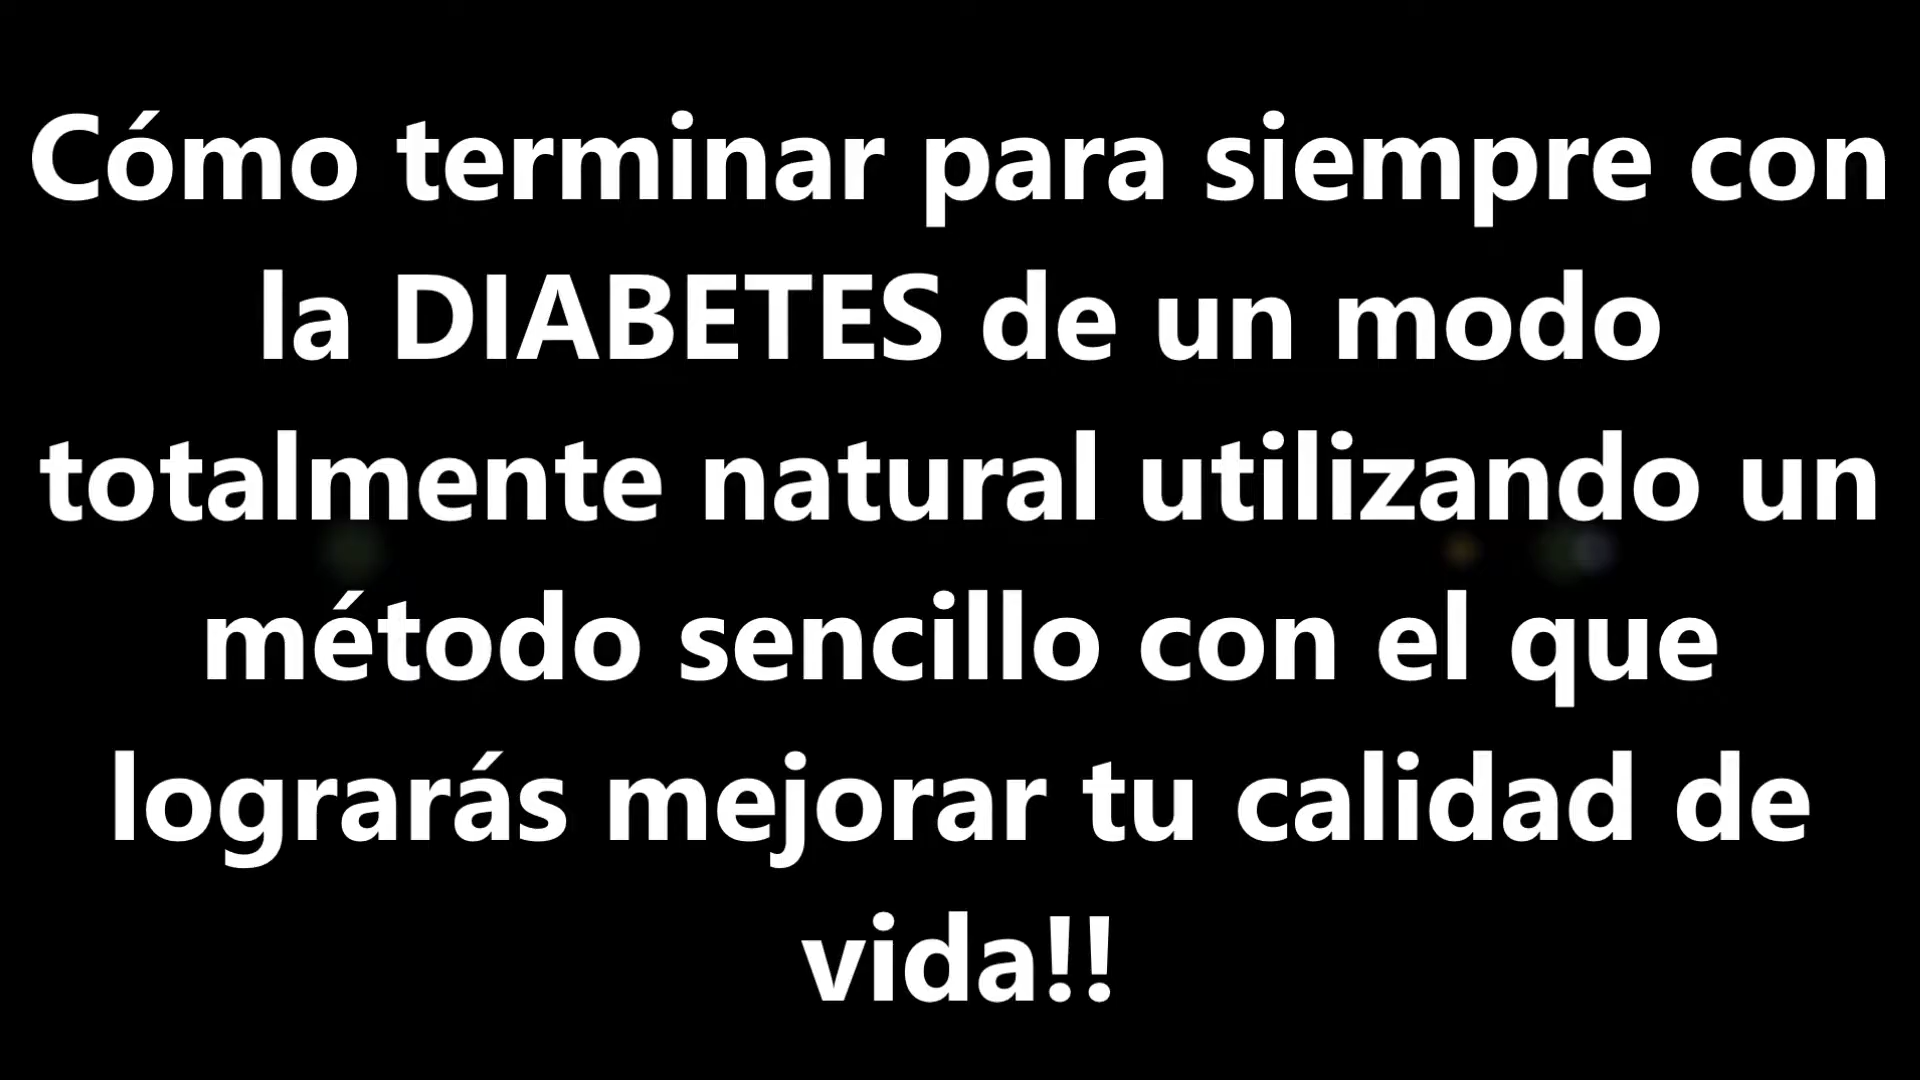 Cómo terminar para siempre con
la DIABETES de un modo
totalmente natural utilizando un
método sencillo con el que
lograrás mejorar tu calidad de
vida!!